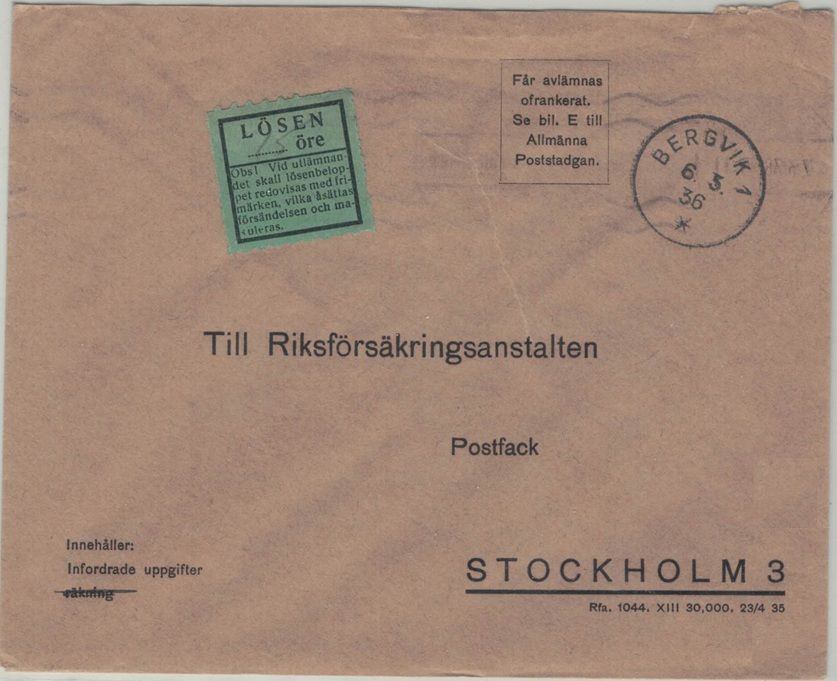 LÖSEN
15 öre
Obs! Vid utlämnan-
det skall lösenbelop-
pet redovisas med fri-
märken, vilka åsättas
försändelsen och ma-
kuleras.
Får avlämnas
ofrankerat.
Se bil. E till
Allmänna
Poststadgan.
BERGVIK 1
6. 3.
36
Till Riksförsäkringsanstalten
Postfack
Innehåller:
Infordrade uppgifter
räkning
STOCKHOLM 3
Rfa. 1044. XIII 30,000. 23/4 35